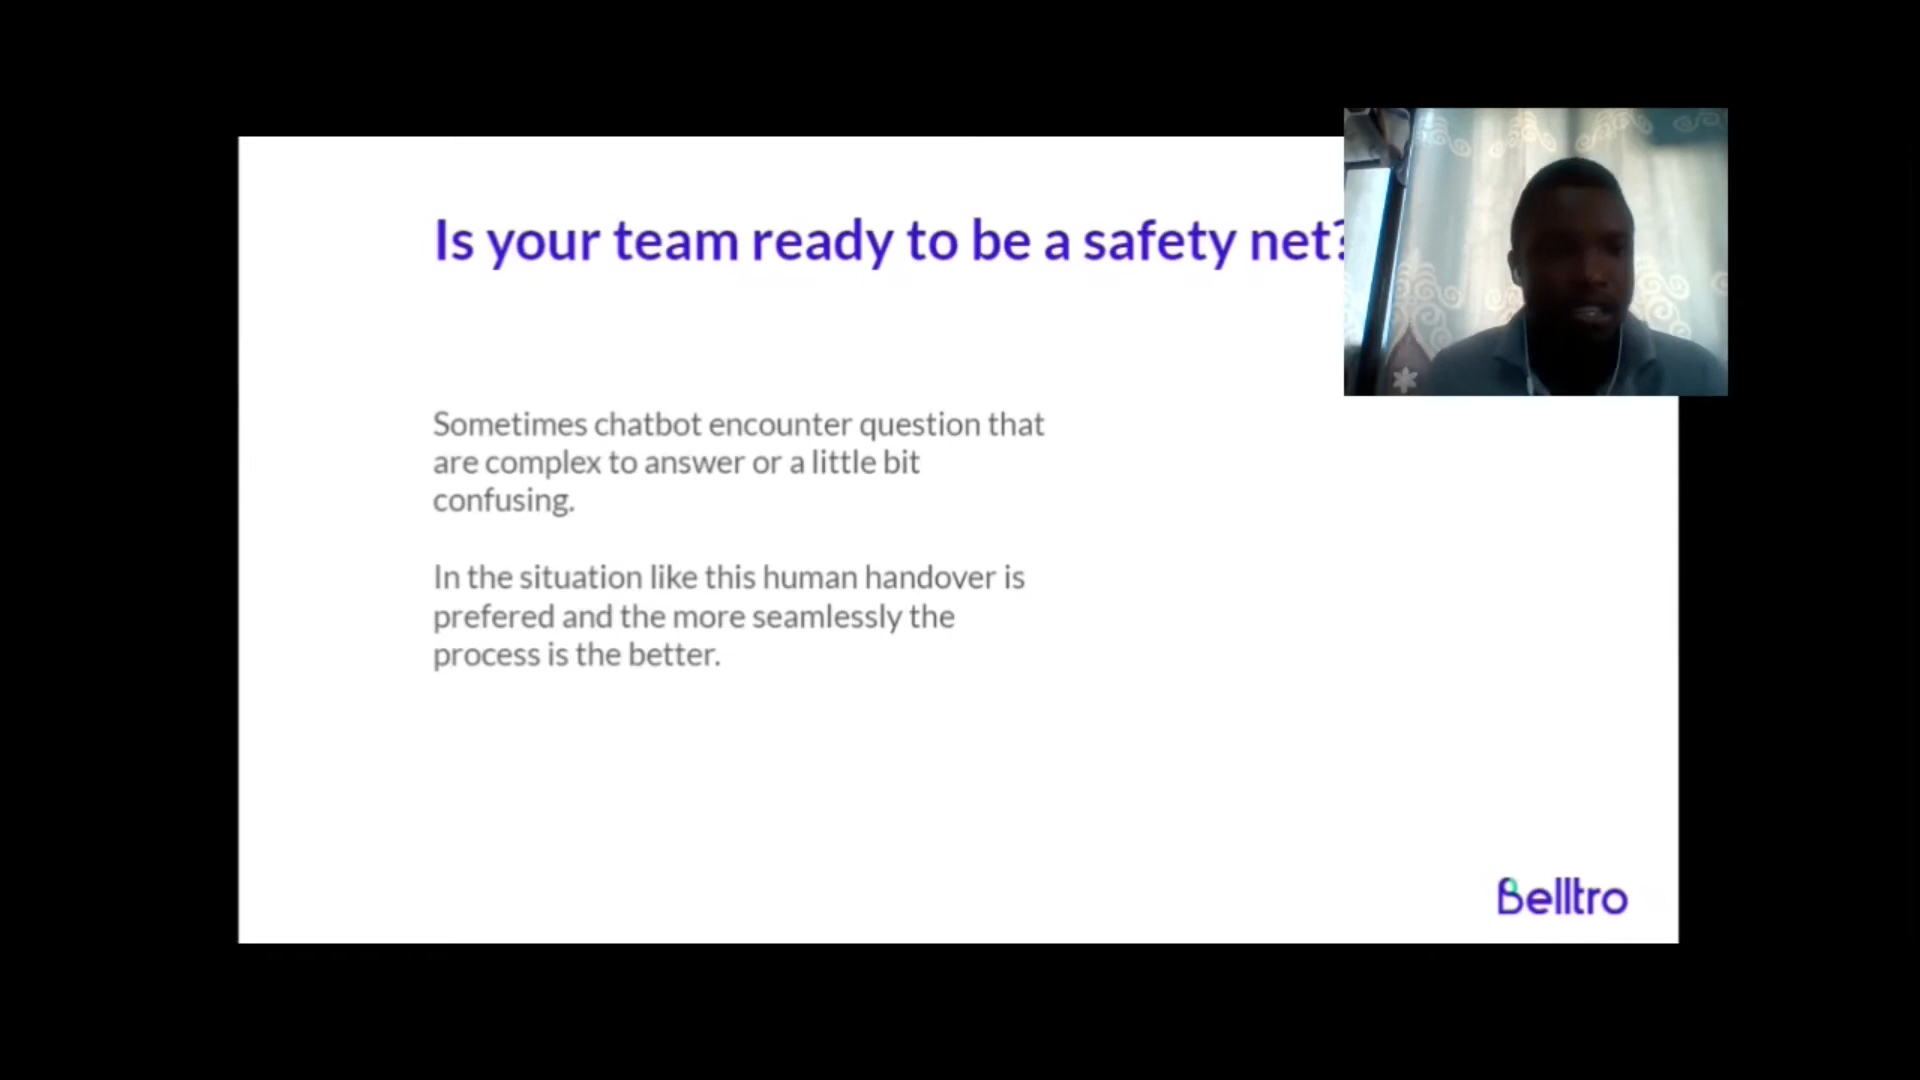 Is your team ready to be a safety net?
Sometimes chatbot encounter question that
are complex to answer or a little bit
confusing.
In the situation like this human handover is
prefered and the more seamlessly the
process is the better.
Belltro